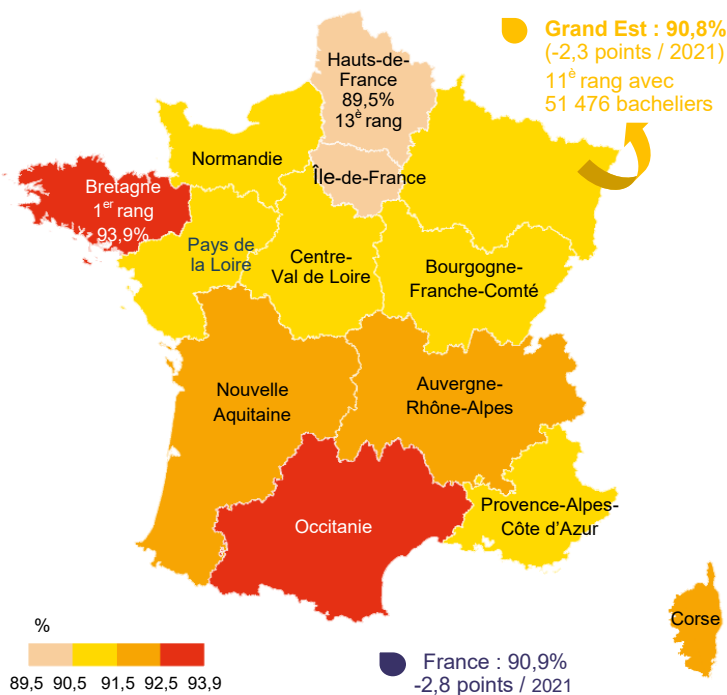 Grand Est : 90,8%
(-2,3 points / 2021)
11è rang avec
51 476 bacheliers
Hauts-de-
France
89,5%
13è rang
Normandie
Île-de-France
Bretagne
1er rang
93,9%
Pays de
la Loire
Centre-
Val de Loire
Bourgogne-
Franche-Comté
Nouvelle
Aquitaine
Auvergne-
Rhône-Alpes
Occitanie
Provence-Alpes-
Côte d'Azur
Corse
%
89,5 90,5 91,5 92,5 93,9
France : 90,9%
-2,8 points / 2021